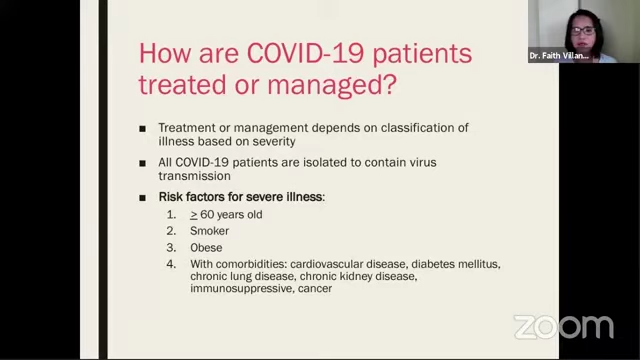 How are COVID-19 patients
treated or managed?
Dr. Faith Villan...
■ Treatment or management depends on classification of
illness based on severity
■ All COVID-19 patients are isolated to contain virus
transmission
■ Risk factors for severe illness:
1. ≥ 60 years old
2. Smoker
3. Obese
4. With comorbidities: cardiovascular disease, diabetes mellitus,
chronic lung disease, chronic kidney disease,
immunosuppressive, cancer
zoom